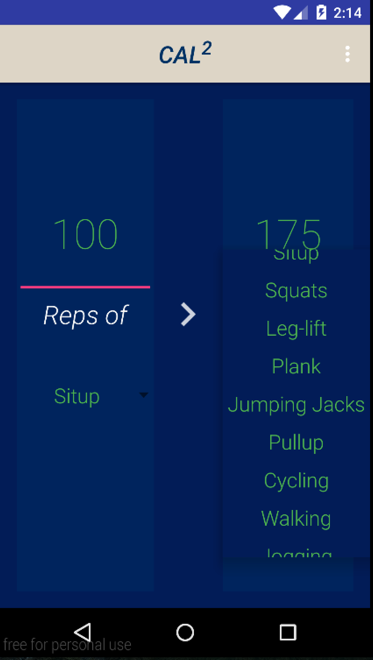 2:14
CAL²
100
Reps of
Situp
175
Situp
Squats
Leg-lift
Plank
Jumping Jacks
Pullup
Cycling
Walking
Jogging
free for personal use